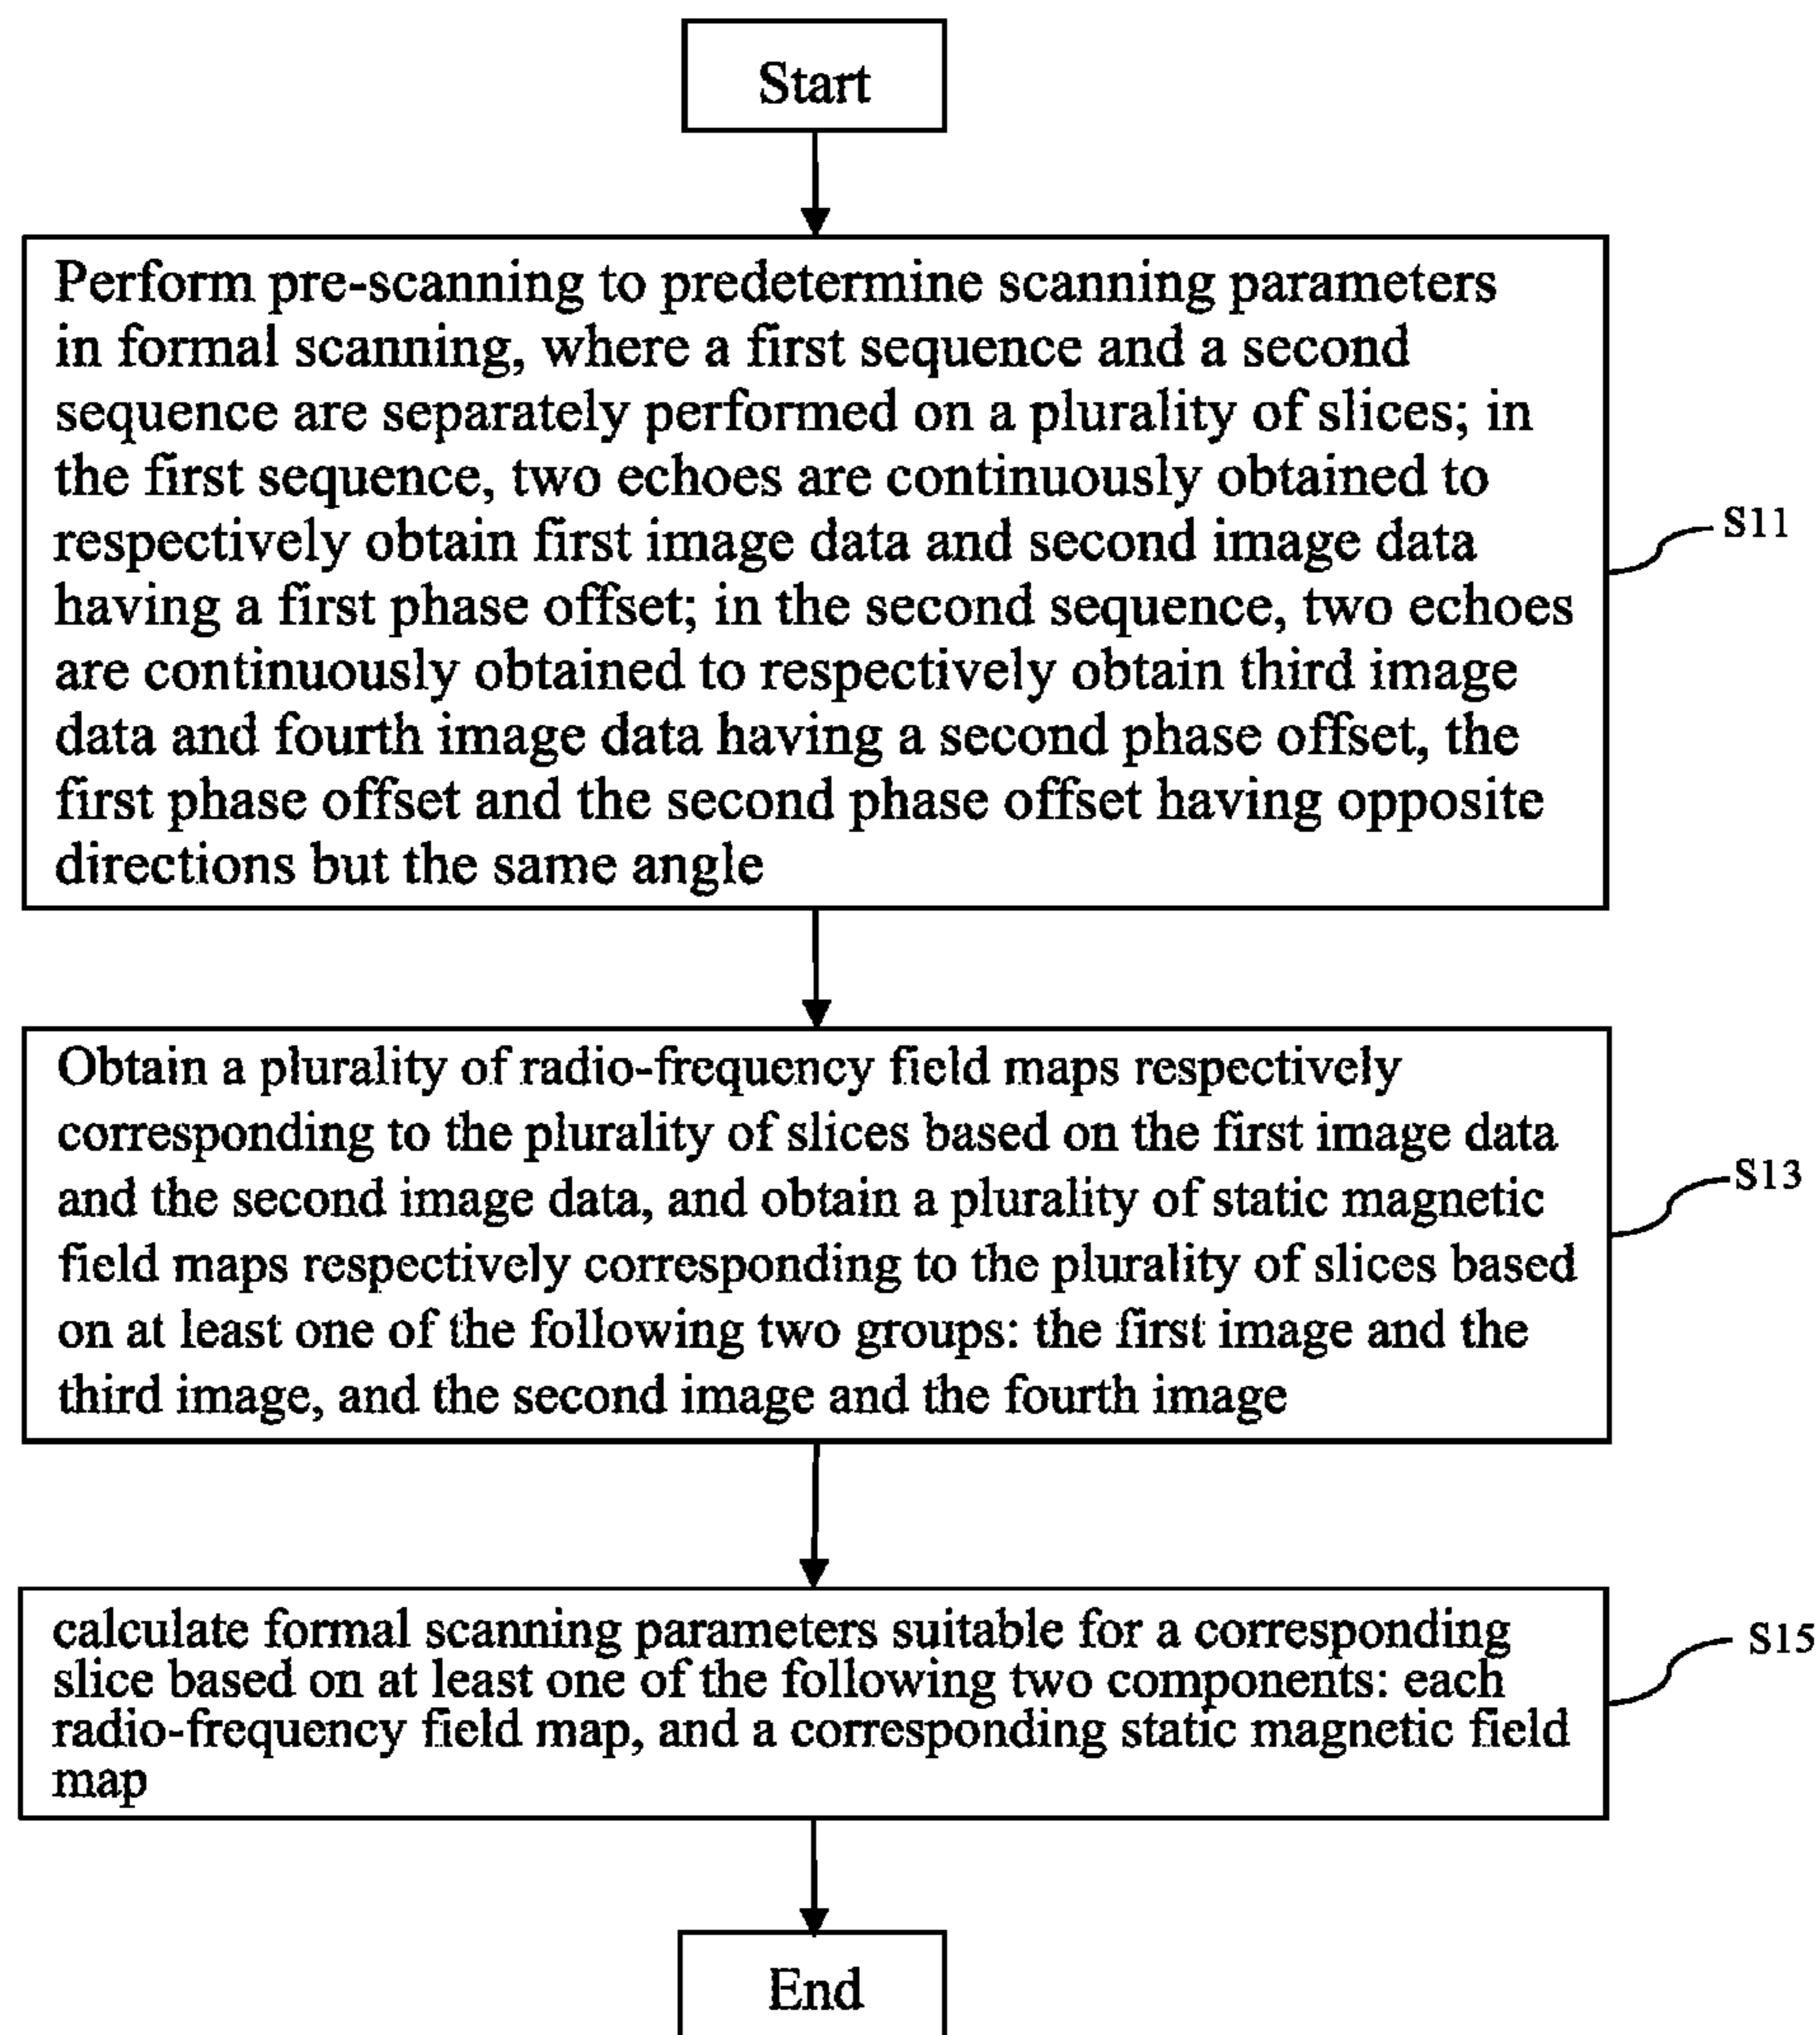 Start
Perform pre-scanning to predetermine scanning parameters
in formal scanning, where a first sequence and a second
sequence are separately performed on a plurality of slices; in
the first sequence, two echoes are continuously obtained to
respectively obtain first image data and second image data
having a first phase offset; in the second sequence, two echoes
are continuously obtained to respectively obtain third image
data and fourth image data having a second phase offset, the
first phase offset and the second phase offset having opposite
directions but the same angle
S11
Obtain a plurality of radio-frequency field maps respectively
corresponding to the plurality of slices based on the first image data
and the second image data, and obtain a plurality of static magnetic
field maps respectively corresponding to the plurality of slices based
on at least one of the following two groups: the first image and the
third image, and the second image and the fourth image
S13
calculate formal scanning parameters suitable for a corresponding
slice based on at least one of the following two components: each
radio-frequency field map, and a corresponding static magnetic field
map
S15
End